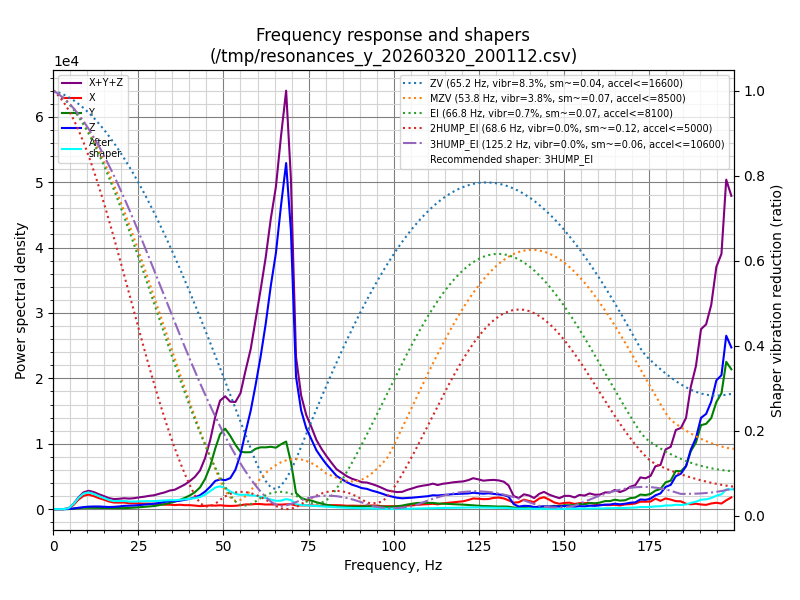 Frequency response and shapers
(/tmp/resonances_y_20260320_200112.csv)
1e4
X+Y+Z
X
Y
Z
After
shaper
ZV (65.2 Hz, vibr=8.3%, sm~=0.04, accel<=16600)
MZV (53.8 Hz, vibr=3.8%, sm~=0.07, accel<=8500)
EI (66.8 Hz, vibr=0.7%, sm~=0.07, accel<=8100)
2HUMP_EI (68.6 Hz, vibr=0.0%, sm~=0.12, accel<=5000)
3HUMP_EI (125.2 Hz, vibr=0.0%, sm~=0.06, accel<=10600)
Recommended shaper: 3HUMP_EI
6
5
4
3
2
1
0
Power spectral density
1.0
0.8
0.6
0.4
0.2
0.0
Shaper vibration reduction (ratio)
0 25 50 75 100 125 150 175
Frequency, Hz